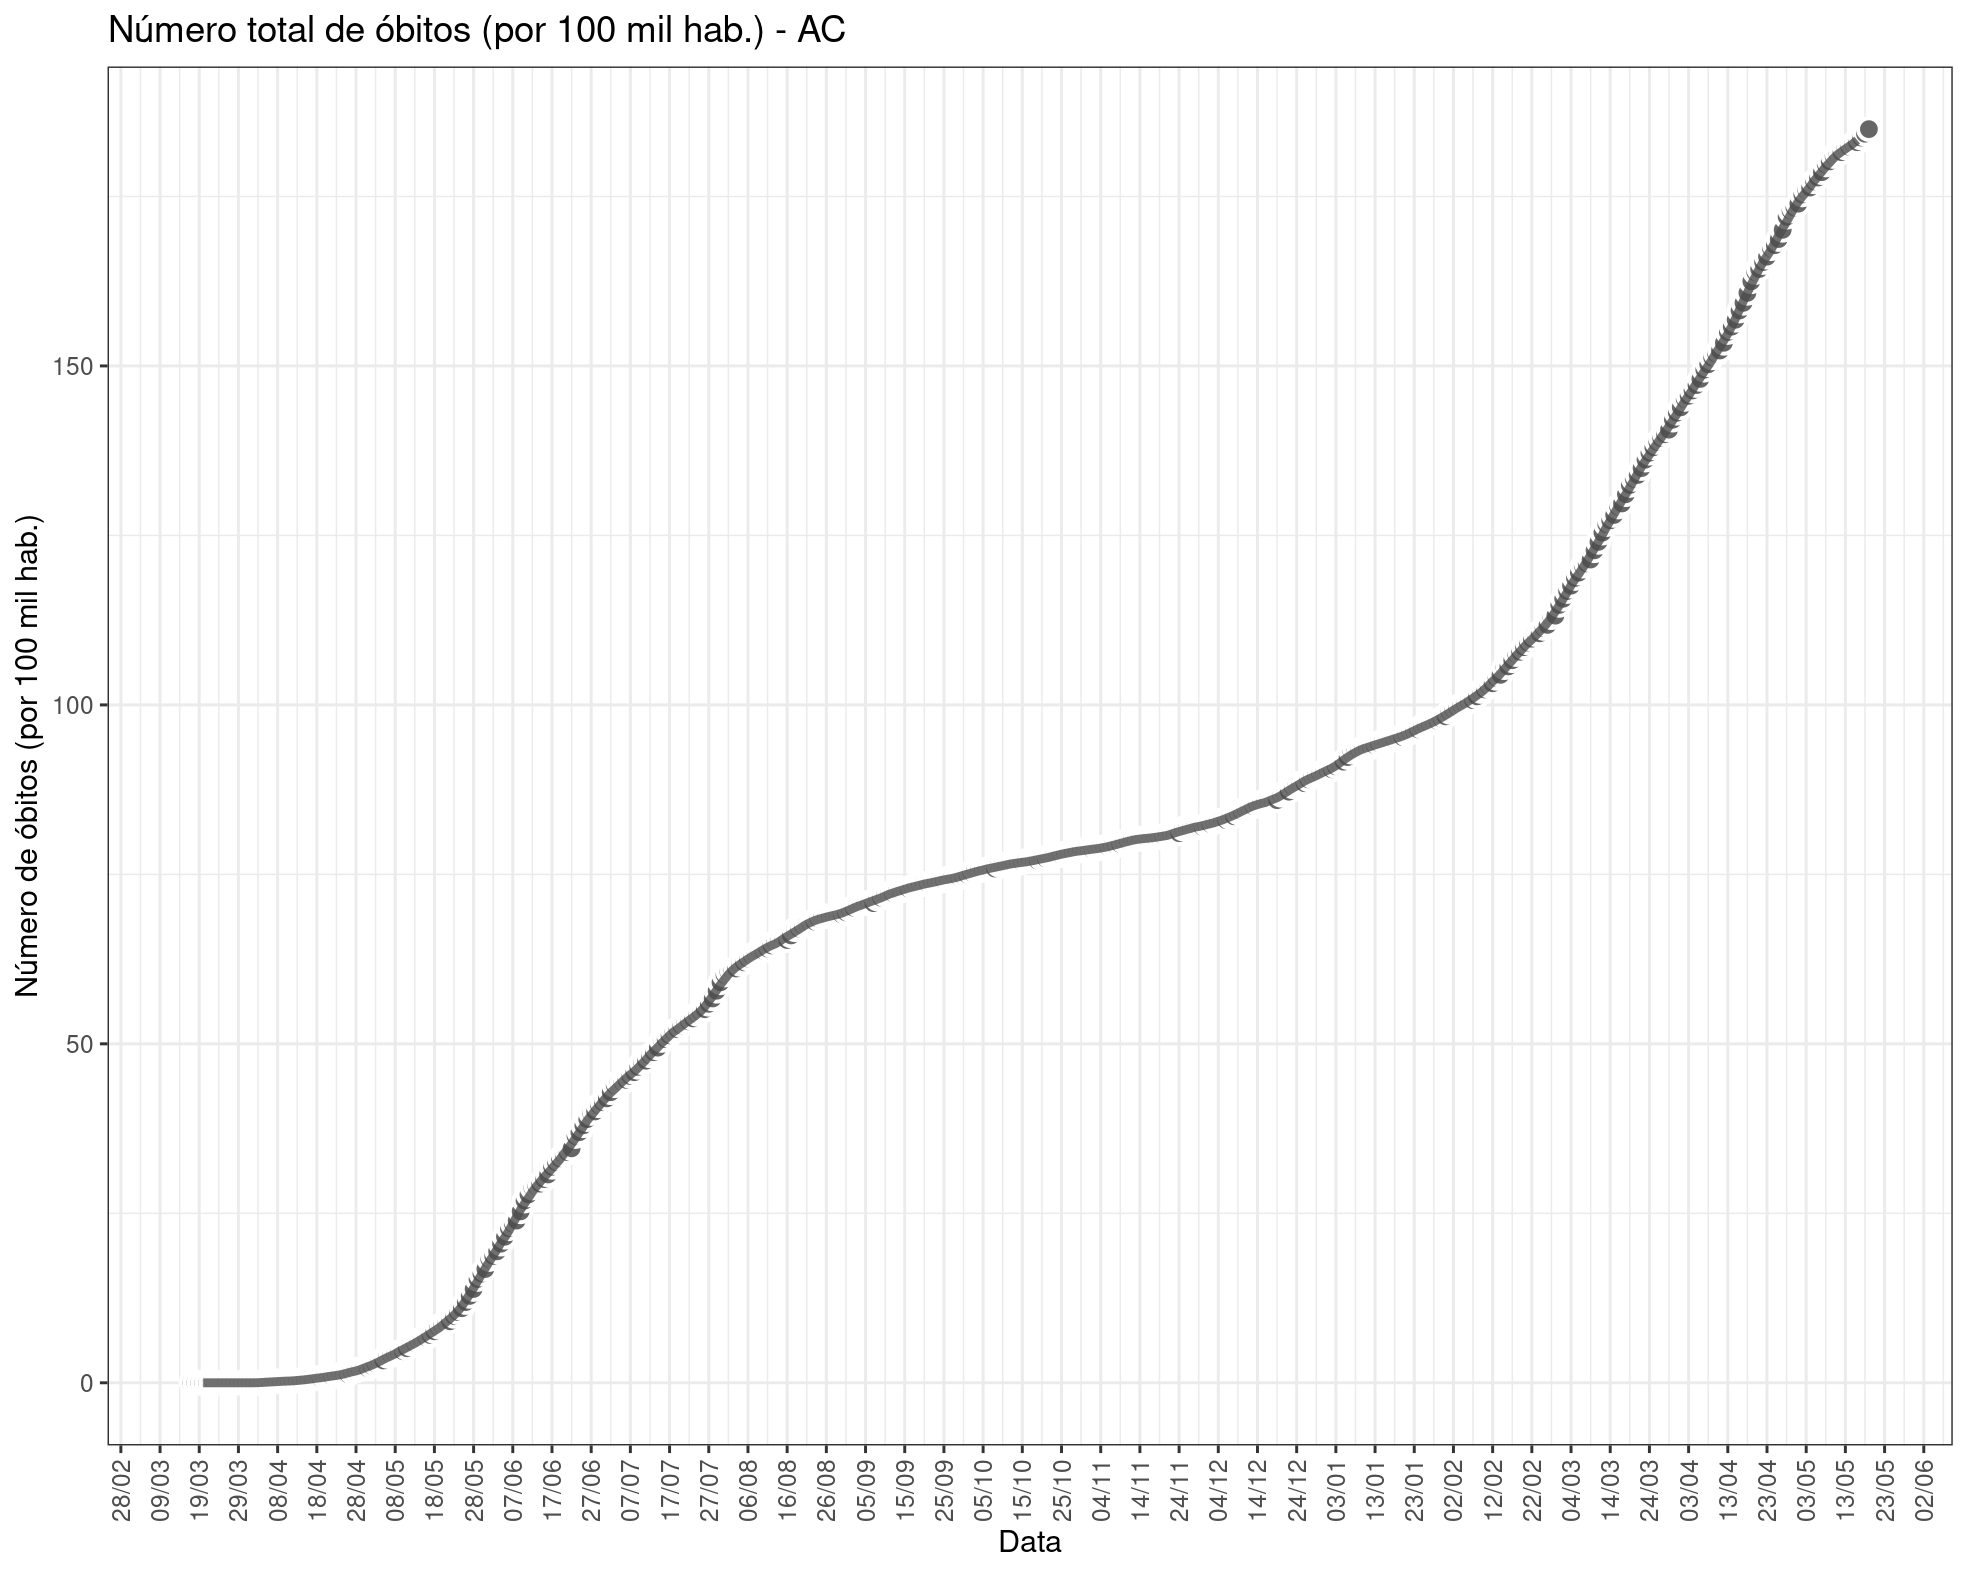 Número total de óbitos (por 100 mil hab.) - AC
Número de óbitos (por 100 mil hab.)
150
100
50
0
28/02 09/03 19/03 29/03 08/04 18/04 28/04 08/05 18/05 28/05 07/06 17/06 27/06 07/07 17/07 27/07 06/08 16/08 26/08 05/09 15/09 25/09 05/10 15/10 25/10 04/11 14/11 24/11 04/12 14/12 24/12 03/01 13/01 23/01 02/02 12/02 22/02 04/03 14/03 24/03 03/04 13/04 23/04 03/05 13/05 23/05 02/06
Data